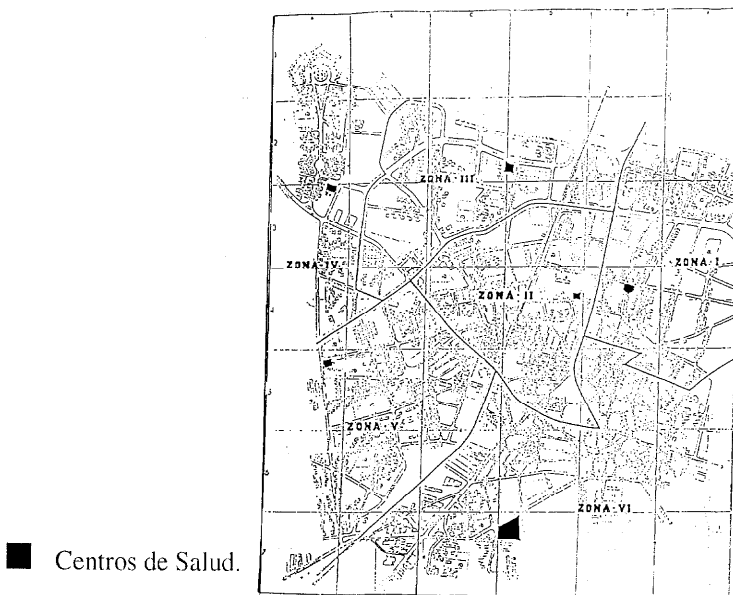 ZONA-III
ZONA-IV
ZONA-I
ZONA II
ZONA-V
ZONA-VI
Centros de Salud.